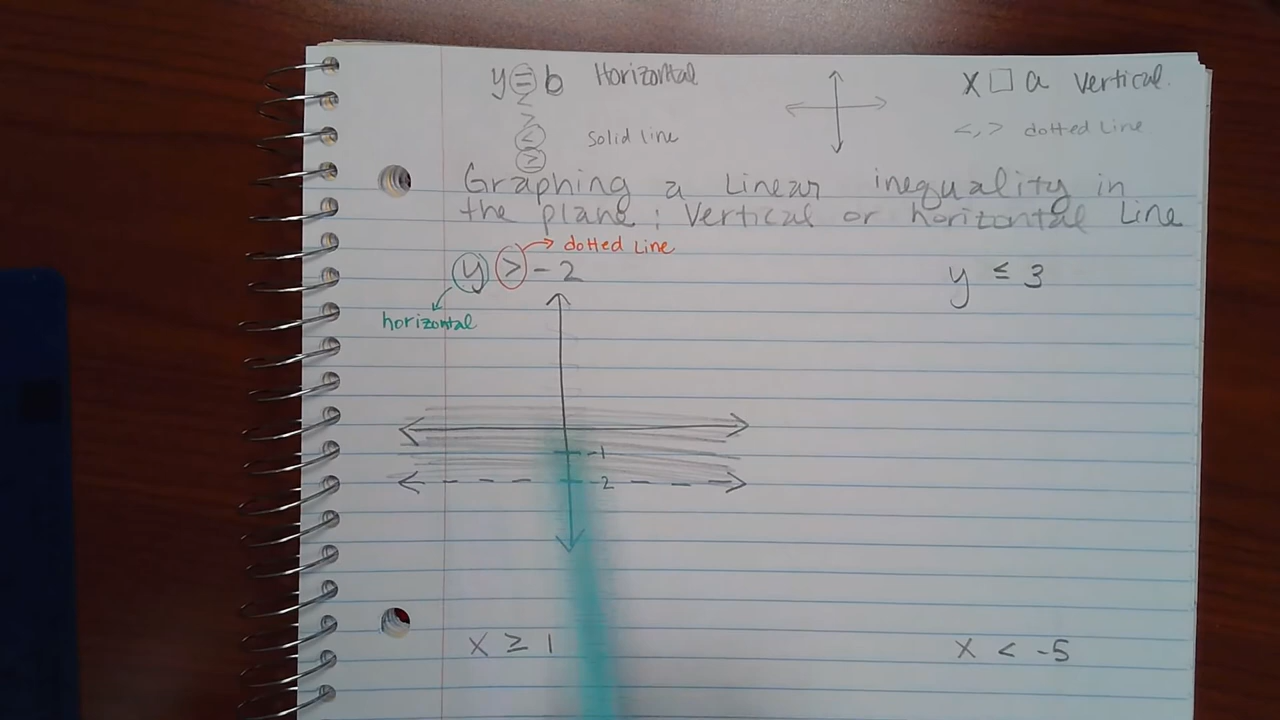 y = b Horizontal
<
>
≤ solid line
≥
x □ a vertical.
<, > dotted line
Graphing a Linear inequality in
the plane: Vertical or horizontal Line
y > -2
dotted Line
horizontal
-1
-2
y ≤ 3
x ≥ 1
x < -5